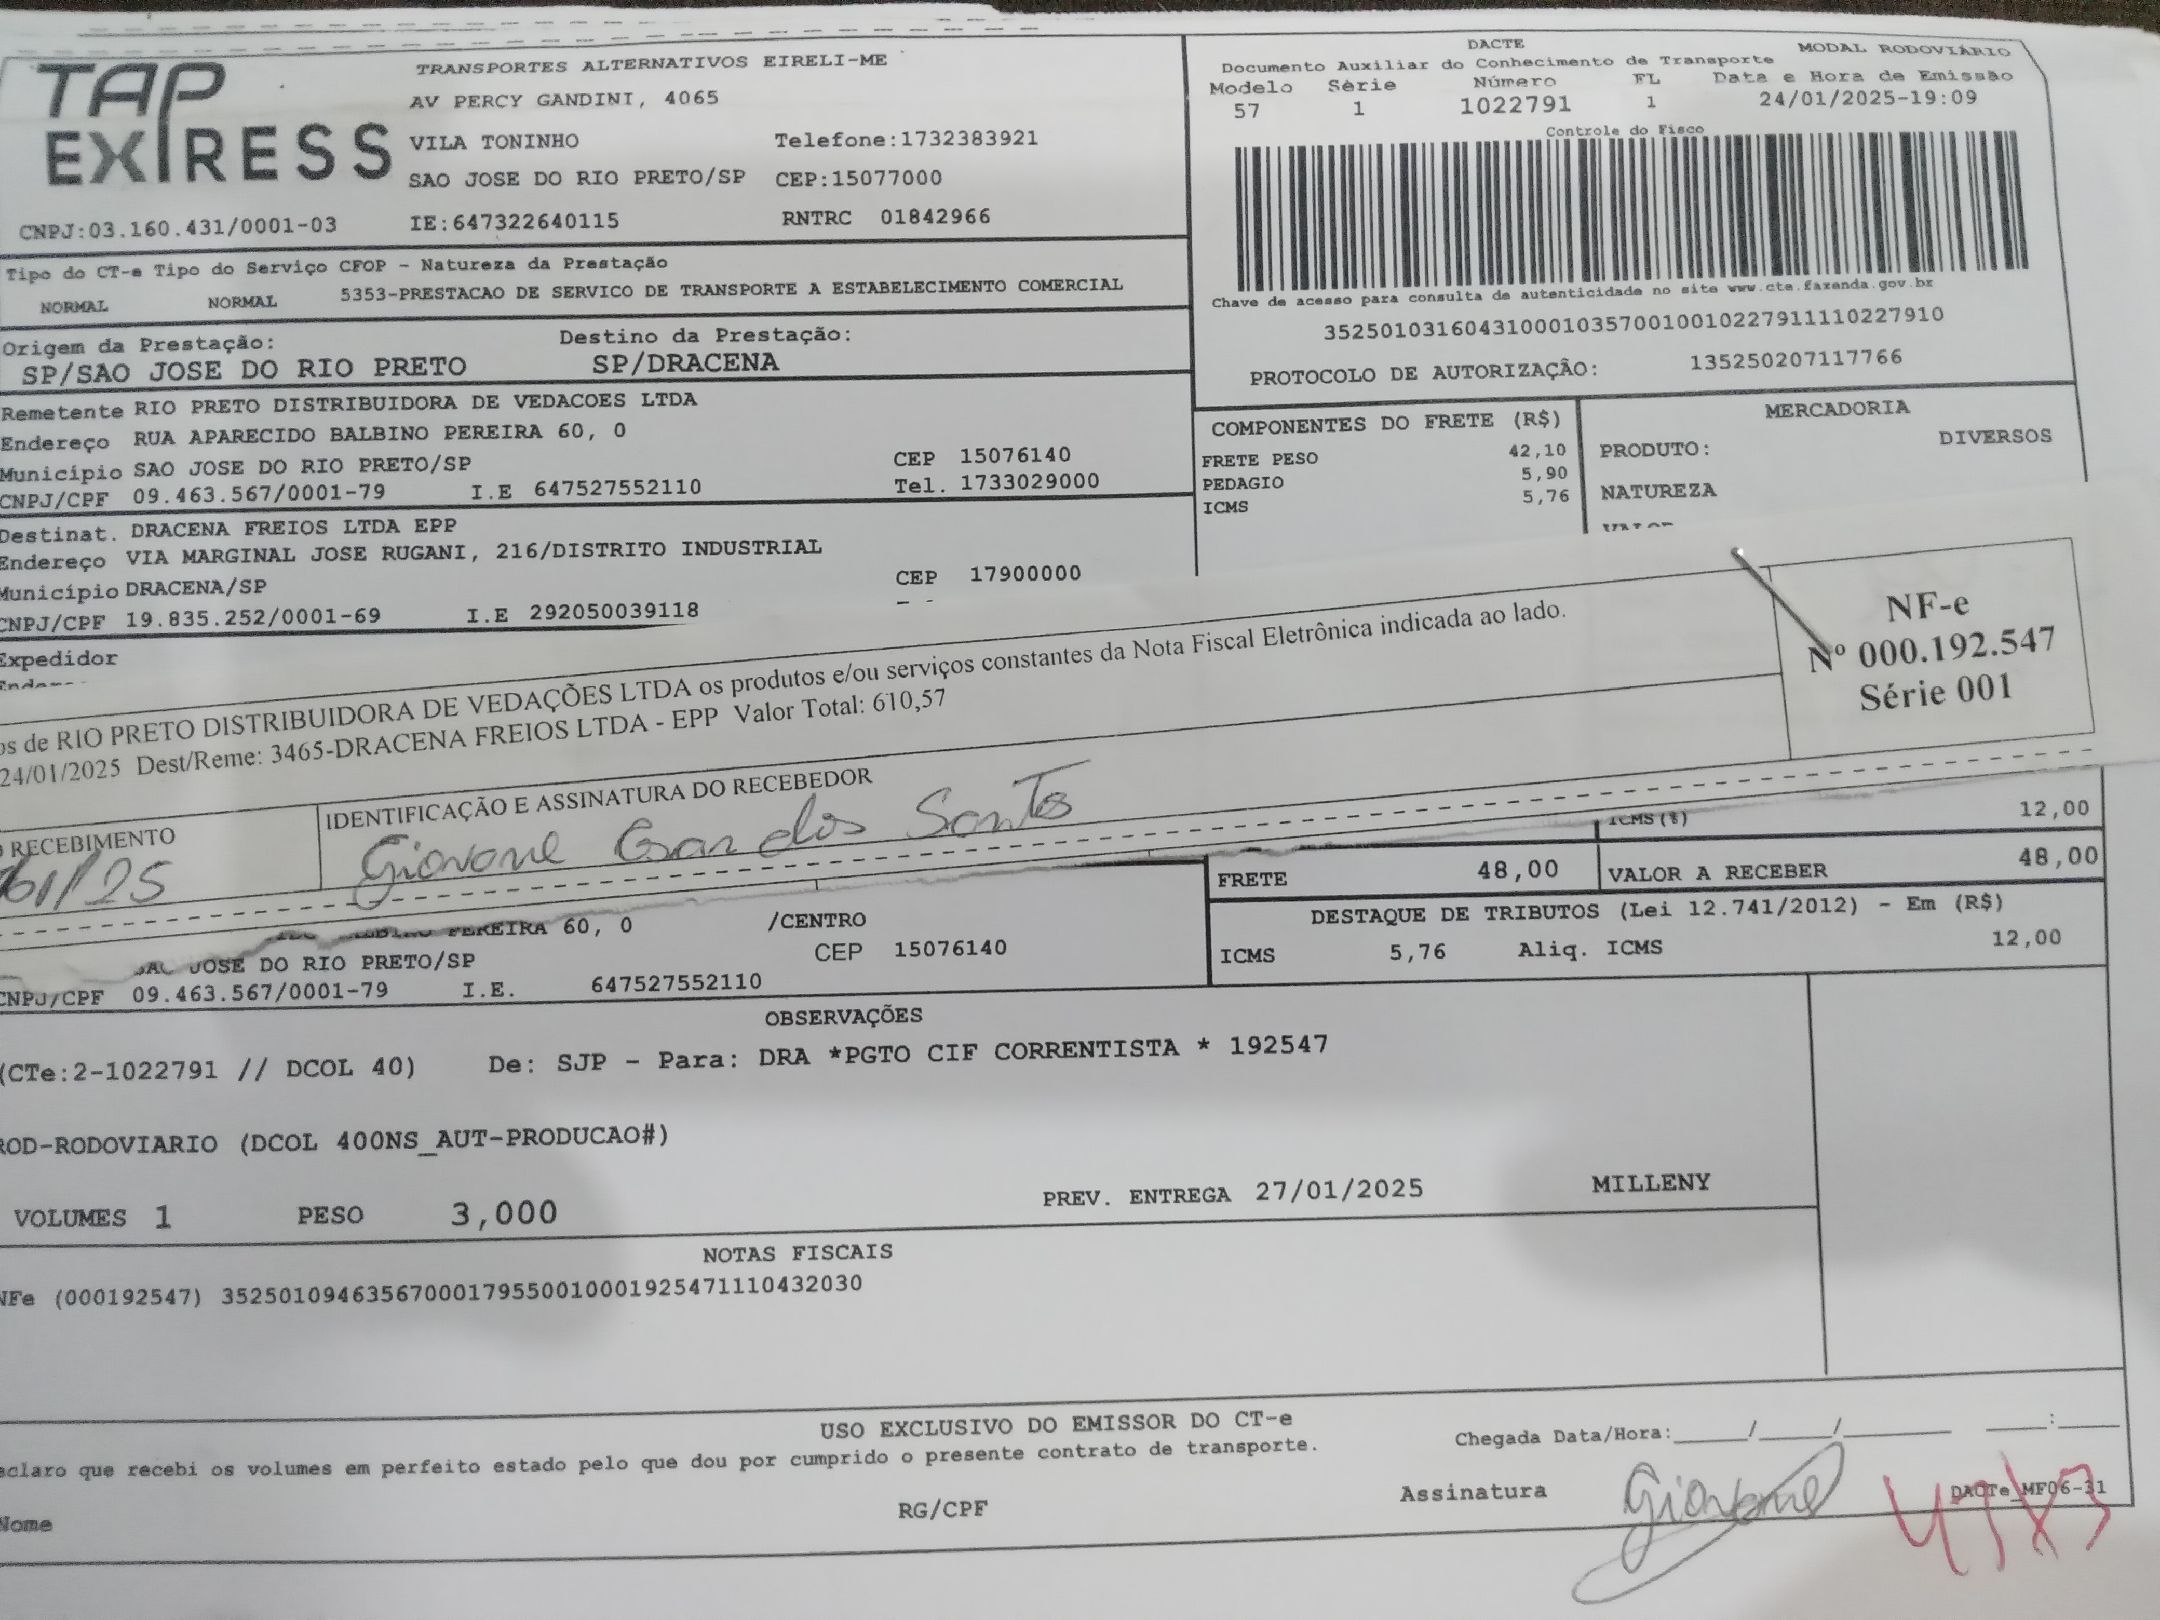 TAP EXPRESS
TRANSPORTES ALTERNATIVOS EIRELI-ME
AV PERCY GANDINI, 4065
VILA TONINHO Telefone:1732383921
SAO JOSE DO RIO PRETO/SP CEP:15077000
CNPJ:03.160.431/0001-03 IE:647322640115 RNTRC 01842966
DACTE MODAL RODOVIÁRIO
Documento Auxiliar do Conhecimento de Transporte
Modelo Série Número FL Data e Hora de Emissão
57 1 1022791 1 24/01/2025-19:09
Controle do Fisco
Chave de acesso para consulta de autenticidade no site www.cte.fazenda.gov.br
35250103160431000103570010010227911110227910
PROTOCOLO DE AUTORIZAÇÃO: 135250207117766
Tipo do CT-e Tipo do Serviço CFOP - Natureza da Prestação
NORMAL NORMAL 5353-PRESTACAO DE SERVICO DE TRANSPORTE A ESTABELECIMENTO COMERCIAL
Origem da Prestação: Destino da Prestação:
SP/SAO JOSE DO RIO PRETO SP/DRACENA
Remetente RIO PRETO DISTRIBUIDORA DE VEDACOES LTDA
Endereço RUA APARECIDO BALBINO PEREIRA 60, 0
Município SAO JOSE DO RIO PRETO/SP CEP 15076140
CNPJ/CPF 09.463.567/0001-79 I.E 647527552110 Tel. 1733029000
Destinat. DRACENA FREIOS LTDA EPP
Endereço VIA MARGINAL JOSE RUGANI, 216/DISTRITO INDUSTRIAL
Município DRACENA/SP CEP 17900000
CNPJ/CPF 19.835.252/0001-69 I.E 292050039118
Expedidor
COMPONENTES DO FRETE (R$)
FRETE PESO 42,10
PEDAGIO 5,90
ICMS 5,76
MERCADORIA
PRODUTO: DIVERSOS
NATUREZA
os de RIO PRETO DISTRIBUIDORA DE VEDAÇÕES LTDA os produtos e/ou serviços constantes da Nota Fiscal Eletrônica indicada ao lado.
24/01/2025 Dest/Reme: 3465-DRACENA FREIOS LTDA - EPP Valor Total: 610,57
NF-e
Nº 000.192.547
Série 001
RECEBIMENTO IDENTIFICAÇÃO E ASSINATURA DO RECEBEDOR
01/25 Giovane dos Santos
ICMS(%) 12,00
FRETE 48,00 VALOR A RECEBER 48,00
DESTAQUE DE TRIBUTOS (Lei 12.741/2012) - Em (R$)
ICMS 5,76 Aliq. ICMS 12,00
PEREIRA 60, 0 /CENTRO
SAO JOSE DO RIO PRETO/SP CEP 15076140
CNPJ/CPF 09.463.567/0001-79 I.E. 647527552110
OBSERVAÇÕES
(CTe:2-1022791 // DCOL 40) De: SJP - Para: DRA *PGTO CIF CORRENTISTA * 192547
ROD-RODOVIARIO (DCOL 400NS_AUT-PRODUCAO#)
VOLUMES 1 PESO 3,000 PREV. ENTREGA 27/01/2025 MILLENY
NOTAS FISCAIS
NFe (000192547) 35250109463567000179550010001925471110432030
USO EXCLUSIVO DO EMISSOR DO CT-e
eclaro que recebi os volumes em perfeito estado pelo que dou por cumprido o presente contrato de transporte.
Chegada Data/Hora:_____/_____/_______ ____:____
Nome RG/CPF Assinatura Giovane
DACTe_MF06-31